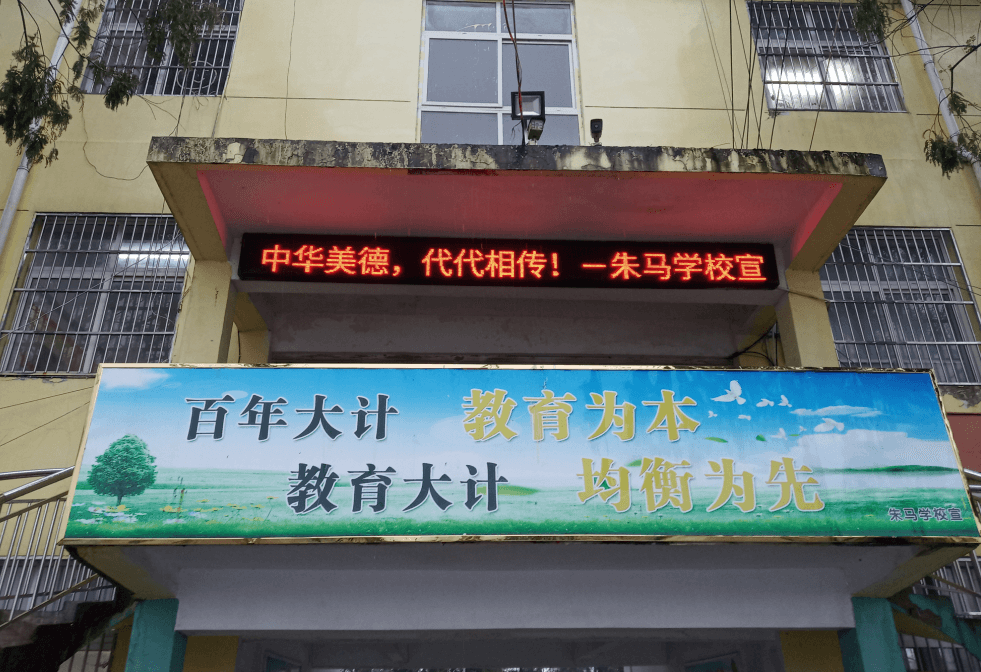 中华美德，代代相传！－朱马学校宣
百年大计 教育为本
教育大计 均衡为先
朱马学校宣